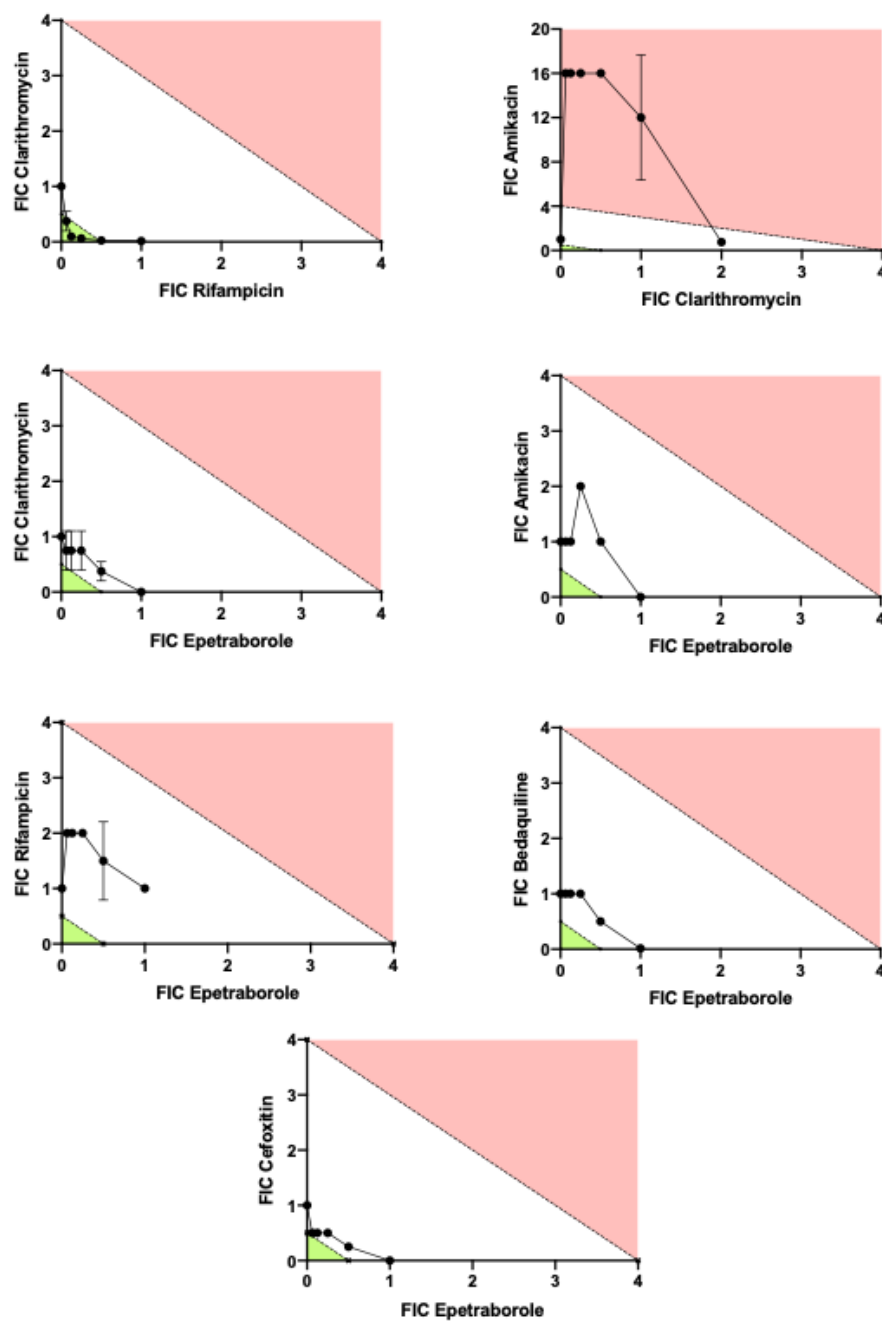 4
3
2
1
0
FIC Clarithromycin
0 1 2 3 4
FIC Rifampicin
20
16
12
8
4
0
FIC Amikacin
0 1 2 3 4
FIC Clarithromycin
4
3
2
1
0
FIC Clarithromycin
0 1 2 3 4
FIC Epetraborole
4
3
2
1
0
FIC Amikacin
0 1 2 3 4
FIC Epetraborole
4
3
2
1
0
FIC Rifampicin
0 1 2 3 4
FIC Epetraborole
4
3
2
1
0
FIC Bedaquiline
0 1 2 3 4
FIC Epetraborole
4
3
2
1
0
FIC Cefoxitin
0 1 2 3 4
FIC Epetraborole